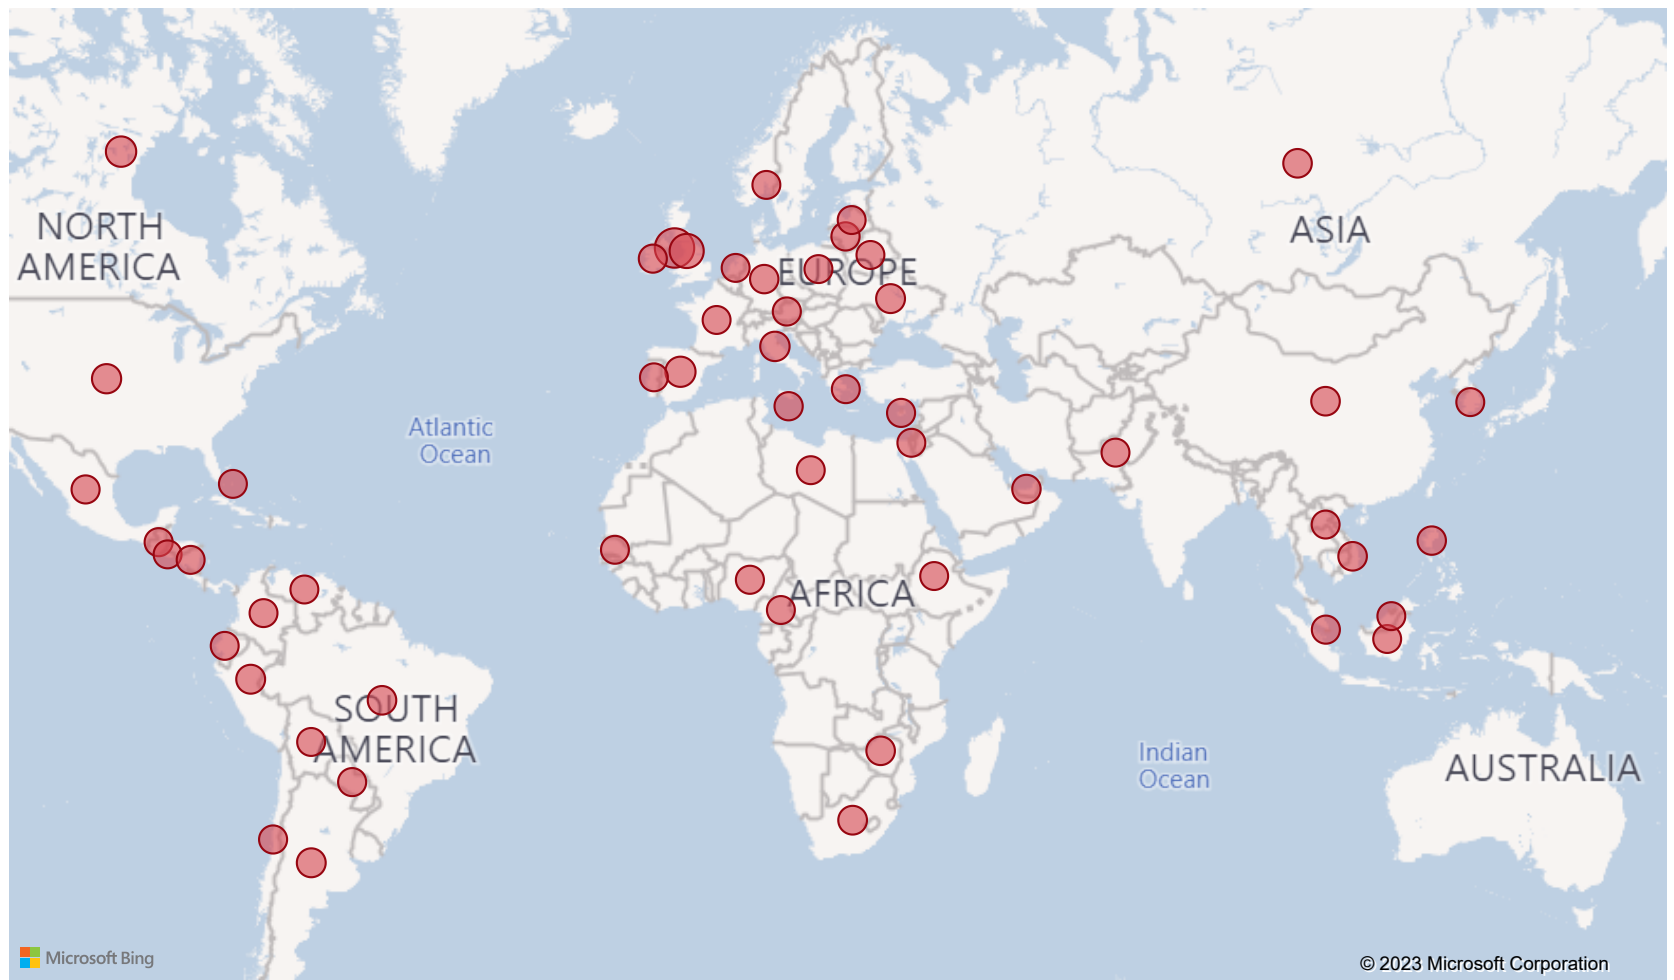 NORTH
AMERICA
ASIA
EUROPE
Atlantic
Ocean
AFRICA
SOUTH
AMERICA
Indian
Ocean
AUSTRALIA
Microsoft Bing
© 2023 Microsoft Corporation